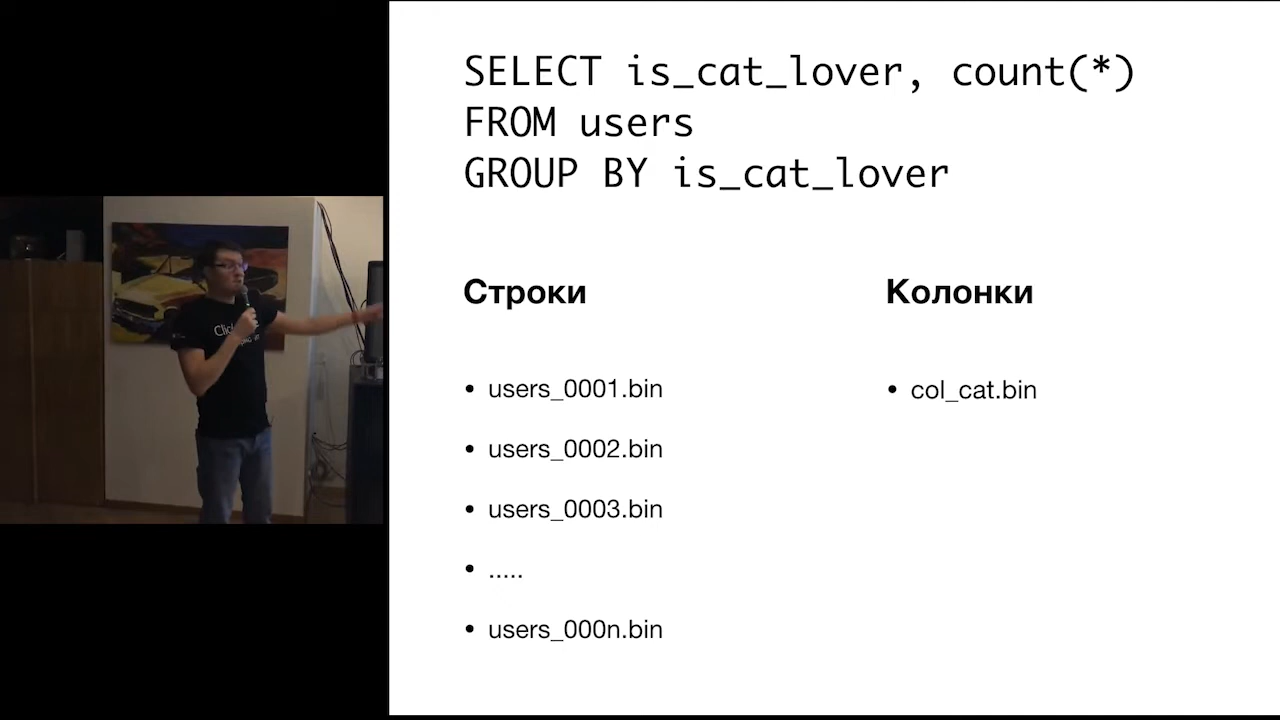 SELECT is_cat_lover, count(*)
FROM users
GROUP BY is_cat_lover
Строки
• users_0001.bin
• users_0002.bin
• users_0003.bin
• .....
• users_000n.bin
Колонки
• col_cat.bin